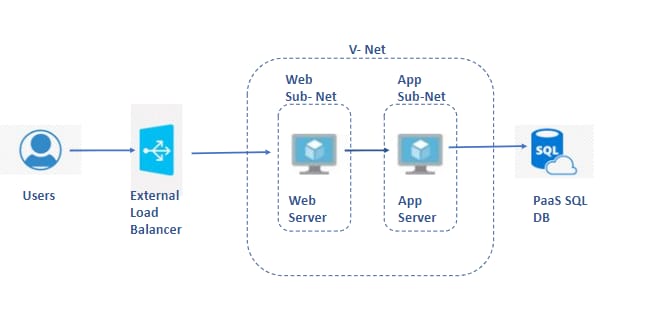 V- Net
Web
Sub- Net
App
Sub-Net
SQL
Users
External
Load
Balancer
Web
Server
App
Server
PaaS SQL
DB